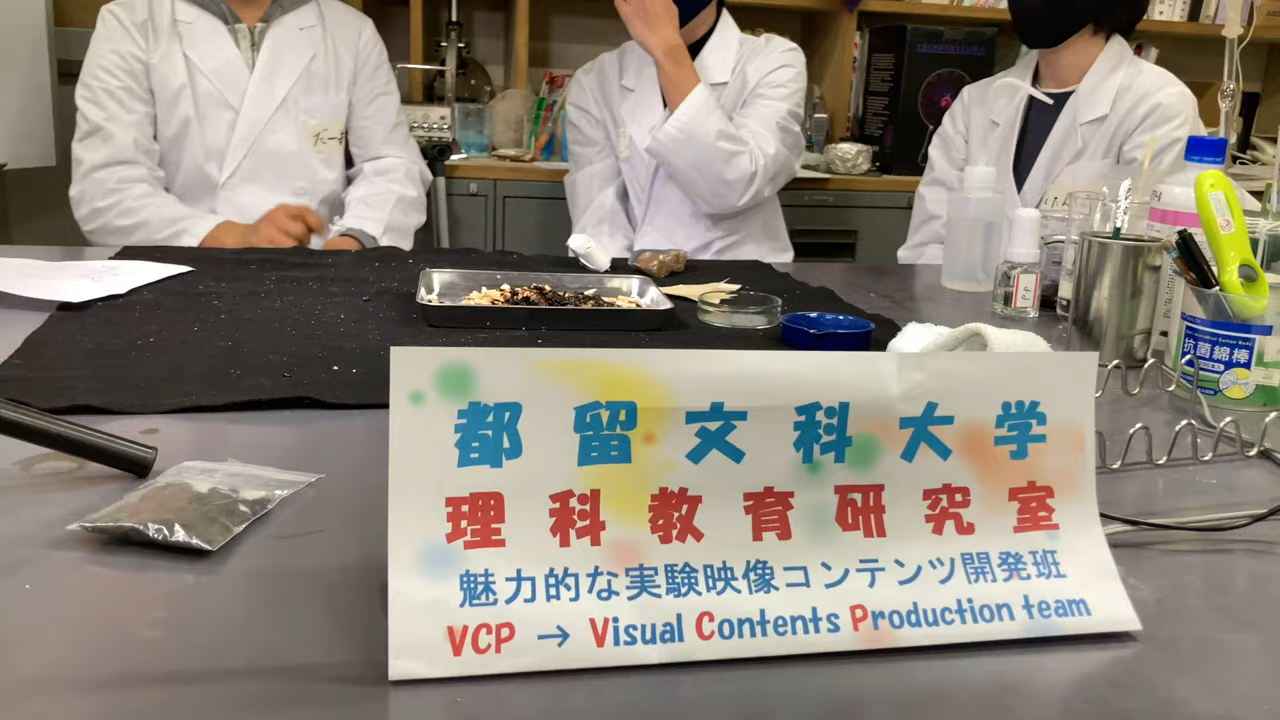 都留文科大学
理科教育研究室
魅力的な実験映像コンテンツ開発班
VCP → Visual Contents Production team
抗菌綿棒
P.P